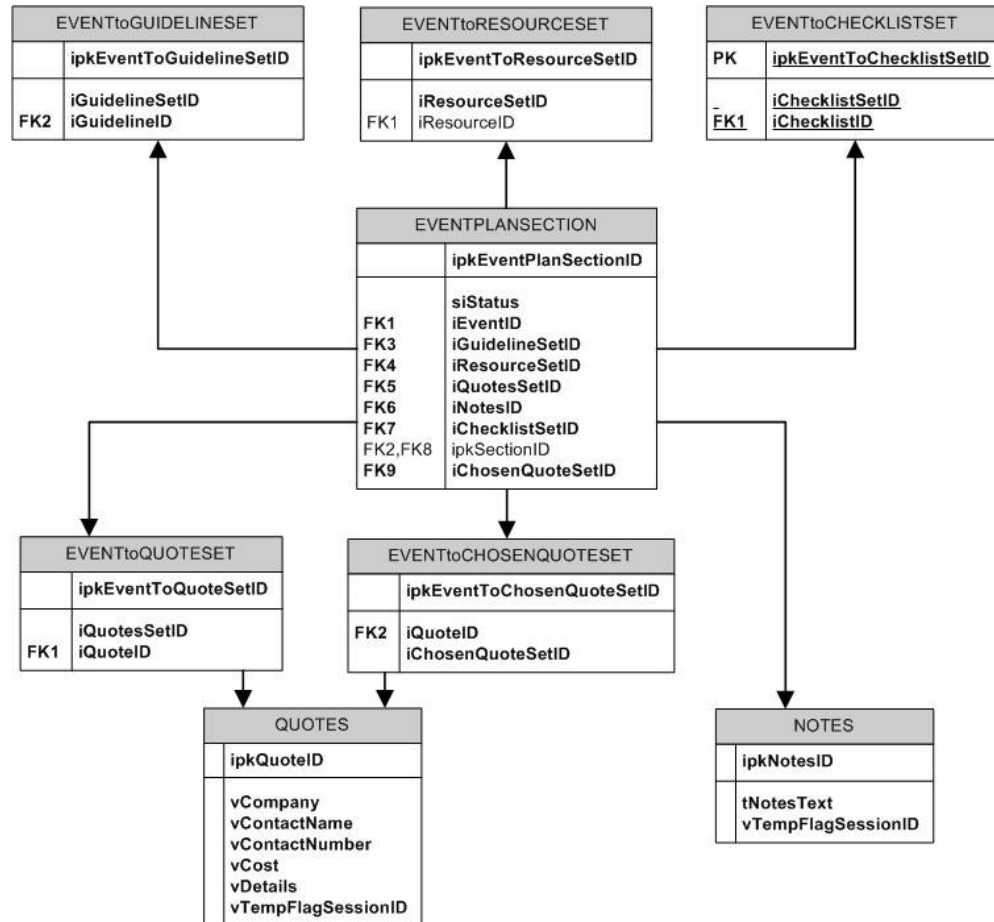 EVENTtoGUIDELINESET
ipkEventToGuidelineSetID
iGuidelineSetID
FK2 iGuidelineID
EVENTtoRESOURCESET
ipkEventToResourceSetID
iResourceSetID
FK1 iResourceID
EVENTtoCHECKLISTSET
PK ipkEventToChecklistSetID
iChecklistSetID
FK1 iChecklistID
EVENTPLANSECTION
ipkEventPlanSectionID
siStatus
FK1 iEventID
FK3 iGuidelineSetID
FK4 iResourceSetID
FK5 iQuotesSetID
FK6 iNotesID
FK7 iChecklistSetID
FK2,FK8 ipkSectionID
FK9 iChosenQuoteSetID
EVENTtoQUOTESET
ipkEventToQuoteSetID
iQuotesSetID
FK1 iQuoteID
EVENTtoCHOSENQUOTESET
ipkEventToChosenQuoteSetID
FK2 iQuoteID
iChosenQuoteSetID
QUOTES
ipkQuoteID
vCompany
vContactName
vContactNumber
vCost
vDetails
vTempFlagSessionID
NOTES
ipkNotesID
tNotesText
vTempFlagSessionID